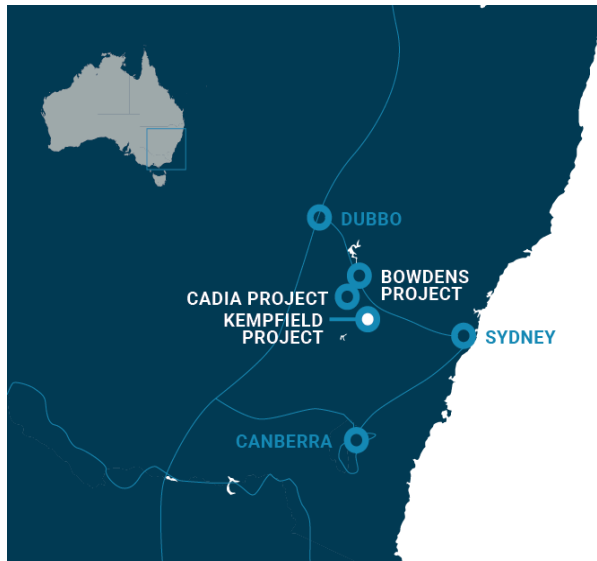 DUBBO
BOWDENS
PROJECT
CADIA PROJECT
KEMPFIELD
PROJECT
SYDNEY
CANBERRA